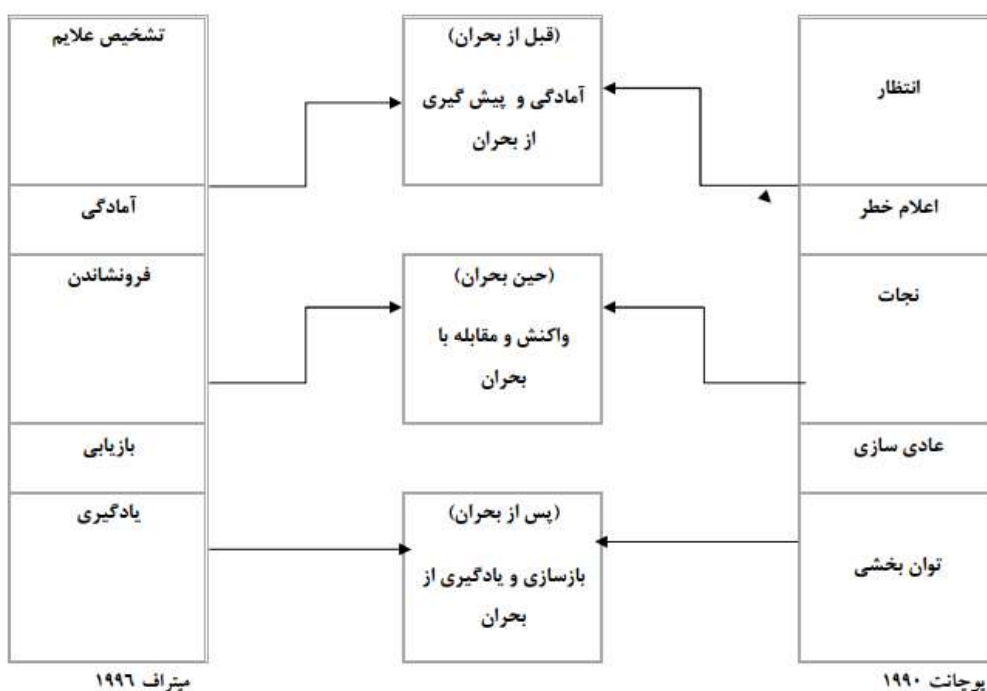 انتظار
اعلام خطر
نجات
عادی سازی
توان بخشی
پوچانت ۱۹۹۰
(قبل از بحران)
آمادگی و پیش گیری
از بحران
(حین بحران)
واکنش و مقابله با
بحران
(پس از بحران)
بازسازی و یادگیری از
بحران
تشخیص علایم
آمادگی
فرونشاندن
بازیابی
یادگیری
میتراف ۱۹۹۶